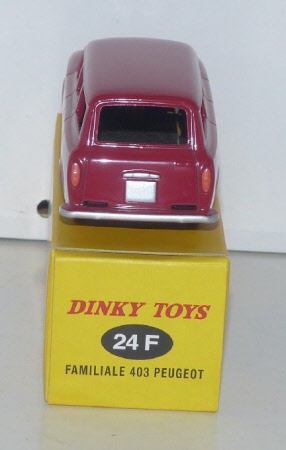 DINKY TOYS
24 F
FAMILIALE 403 PEUGEOT